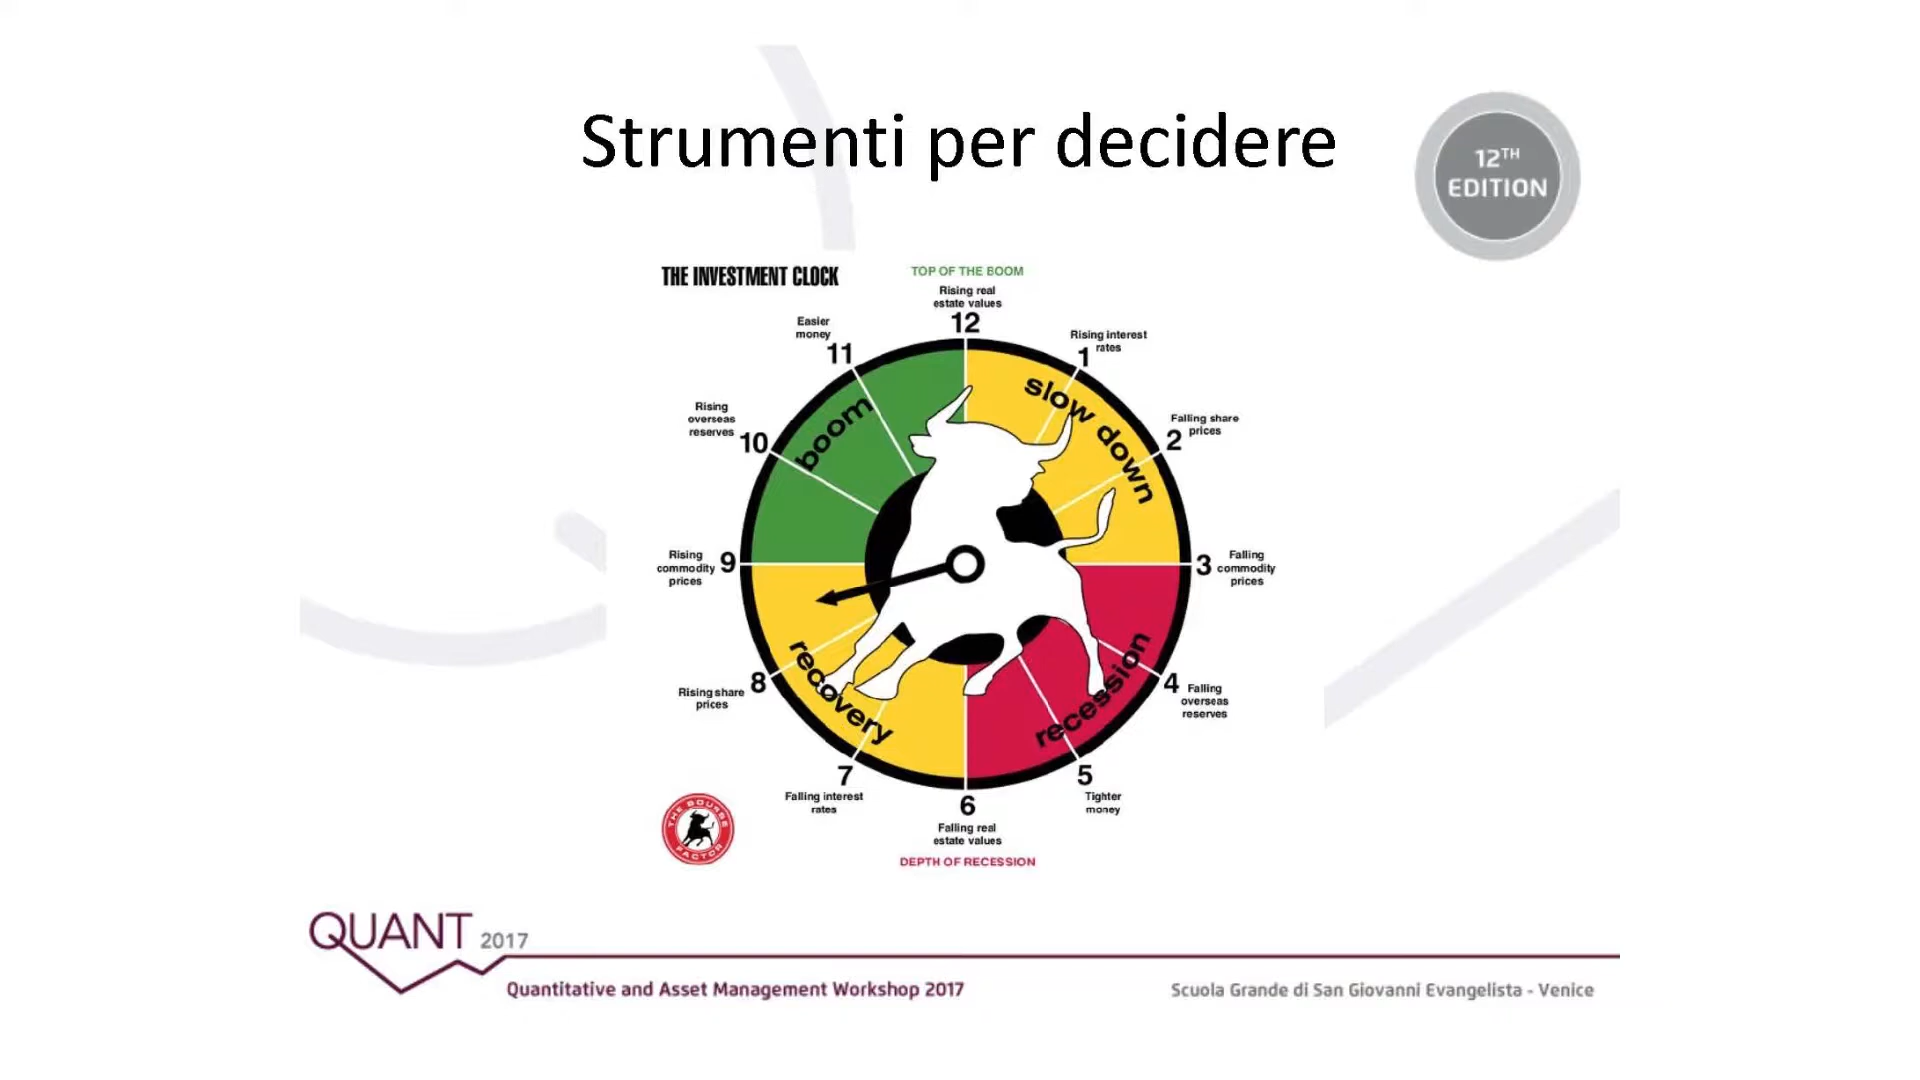 Strumenti per decidere
12TH
EDITION
THE INVESTMENT CLOCK
TOP OF THE BOOM
Rising real
estate values
12
Rising interest
rates
1
Falling share
prices
2
3
Falling
commodity
prices
4
Falling
overseas
reserves
5
Tighter
money
6
Falling real
estate values
DEPTH OF RECESSION
7
Falling interest
rates
8
Rising share
prices
9
Rising
commodity
prices
10
Rising
overseas
reserves
11
Easier
money
boom
slow down
recession
recovery
THE BOURSE
FACTOR
QUANT 2017
Quantitative and Asset Management Workshop 2017
Scuola Grande di San Giovanni Evangelista - Venice